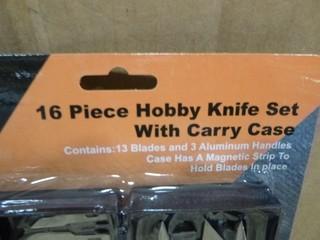 16 Piece Hobby Knife Set
With Carry Case
Contains:13 Blades and 3 Aluminum Handles
Case Has A Magnetic Strip To
Hold Blades In place